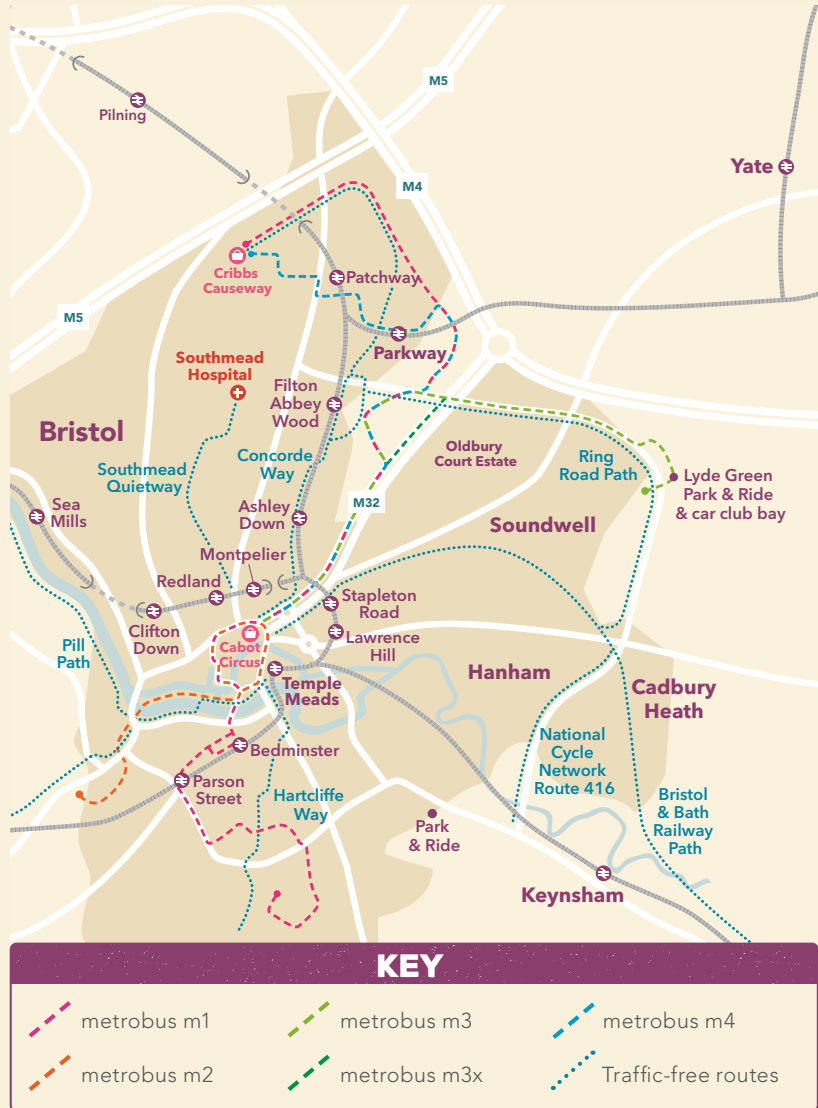 M5
Pilning
Yate
M4
Cribbs
Causeway
Patchway
M5
Parkway
Southmead
Hospital
Filton
Abbey
Wood
Bristol
Oldbury
Court Estate
Southmead
Quietway
Concorde
Way
Ring
Road Path
Lyde Green
Park & Ride
& car club bay
M32
Sea
Mills
Ashley
Down
Soundwell
Montpelier
Redland
Stapleton
Road
Clifton
Down
Lawrence
Hill
Pill
Path
Cabot
Circus
Temple
Meads
Hanham
Cadbury
Heath
Bedminster
National
Cycle
Network
Route 416
Parson
Street
Hartcliffe
Way
Bristol
& Bath
Railway
Path
Park
& Ride
Keynsham
KEY
metrobus m1
metrobus m3
metrobus m4
metrobus m2
metrobus m3x
Traffic-free routes